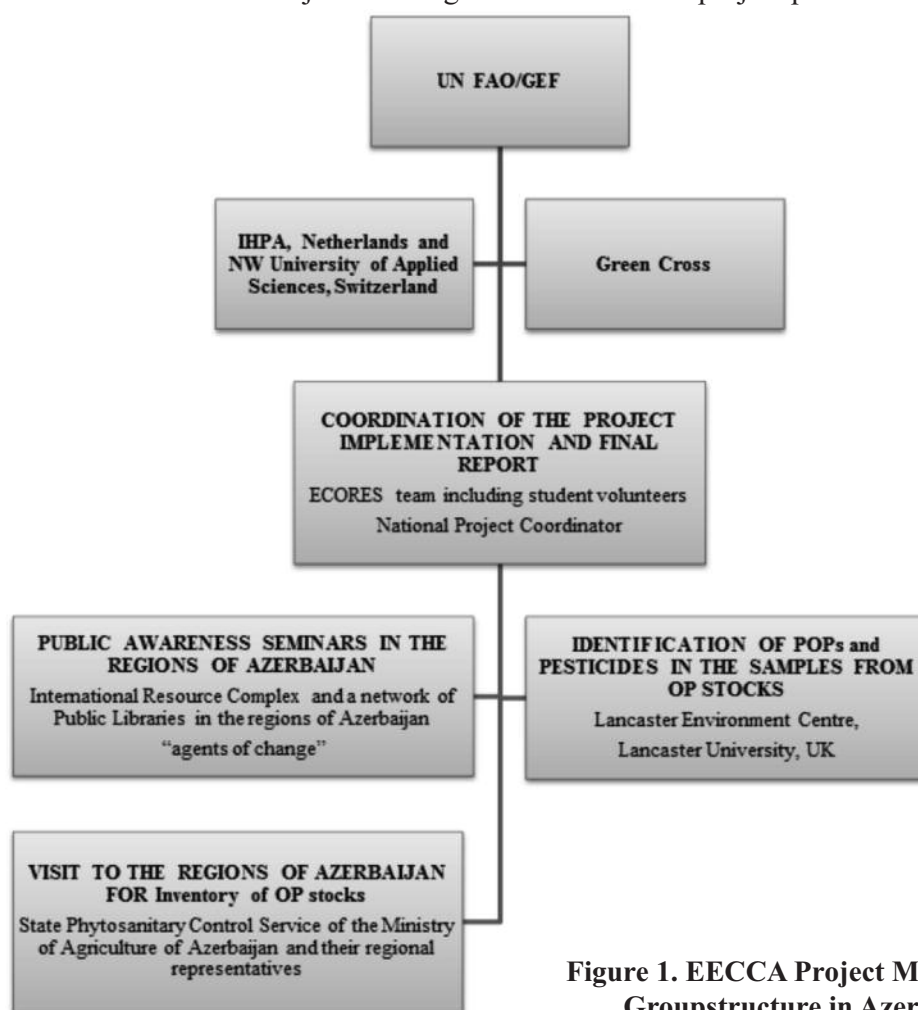 UN FAO/GEF
IHPA, Netherlands and
NW University of Applied
Sciences, Switzerland
Green Cross
COORDINATION OF THE PROJECT
IMPLEMENTATION AND FINAL
REPORT
ECORES team including student volunteers
National Project Coordinator
PUBLIC AWARENESS SEMINARS IN THE
REGIONS OF AZERBAIJAN
International Resource Complex and a network of
Public Libraries in the regions of Azerbaijan
“agents of change”
IDENTIFICATION OF POPs and
PESTICIDES IN THE SAMPLES FROM
OP STOCKS
Lancaster Environment Centre,
Lancaster University, UK
VISIT TO THE REGIONS OF AZERBAIJAN
FOR Inventory of OP stocks
State Phytosanitary Control Service of the Ministry
of Agriculture of Azerbaijan and their regional
representatives
Figure 1. EECCA Project M
Groupstructure in Azer